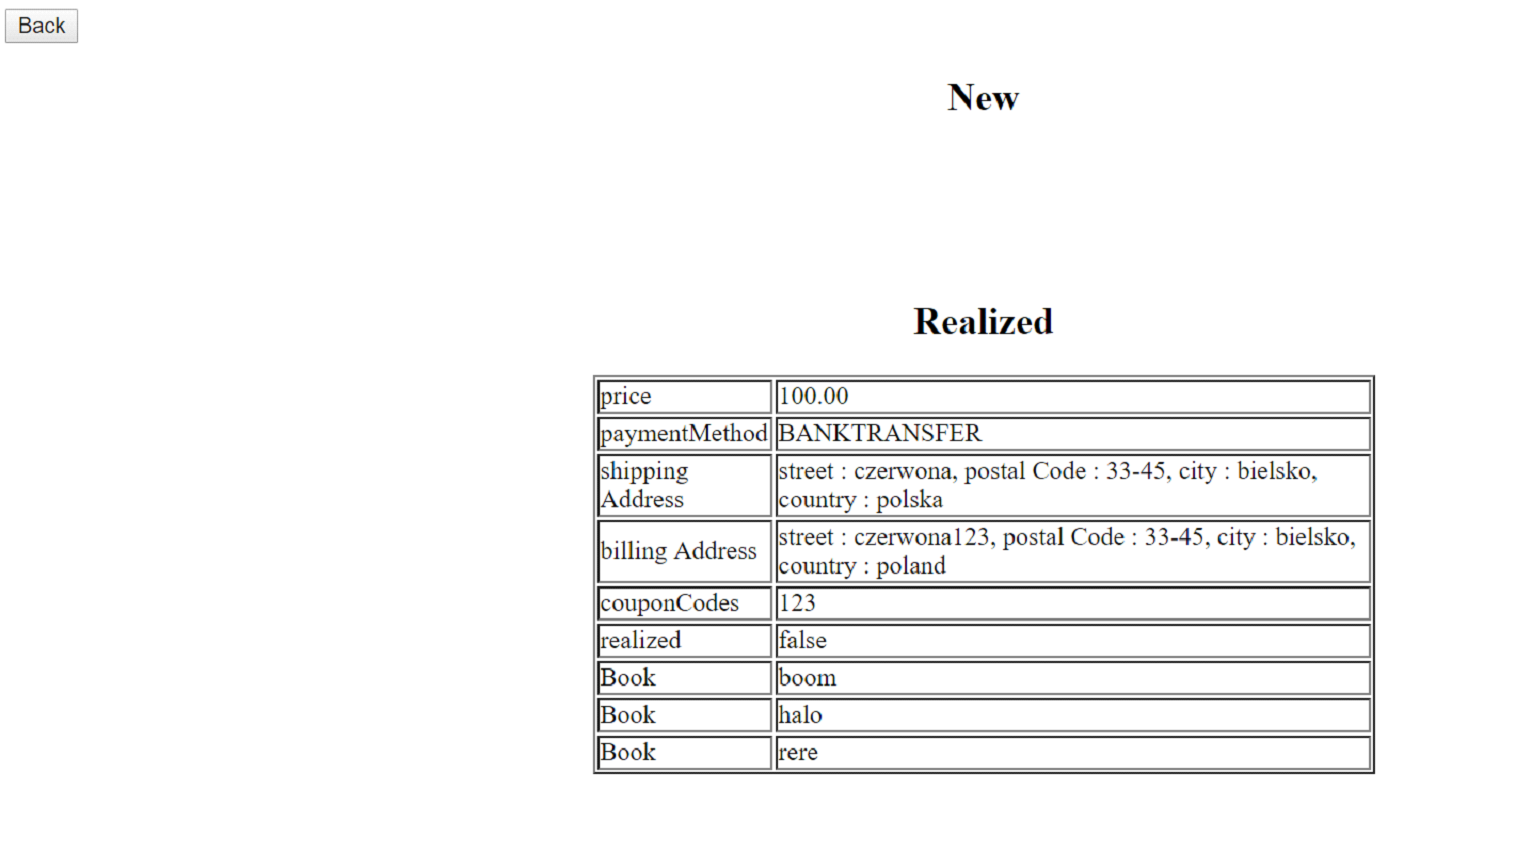 Back
New
Realized
price 100.00
paymentMethod BANKTRANSFER
shipping Address street : czerwona, postal Code : 33-45, city : bielsko,
country : polska
billing Address street : czerwona123, postal Code : 33-45, city : bielsko,
country : poland
couponCodes 123
realized false
Book boom
Book halo
Book rere